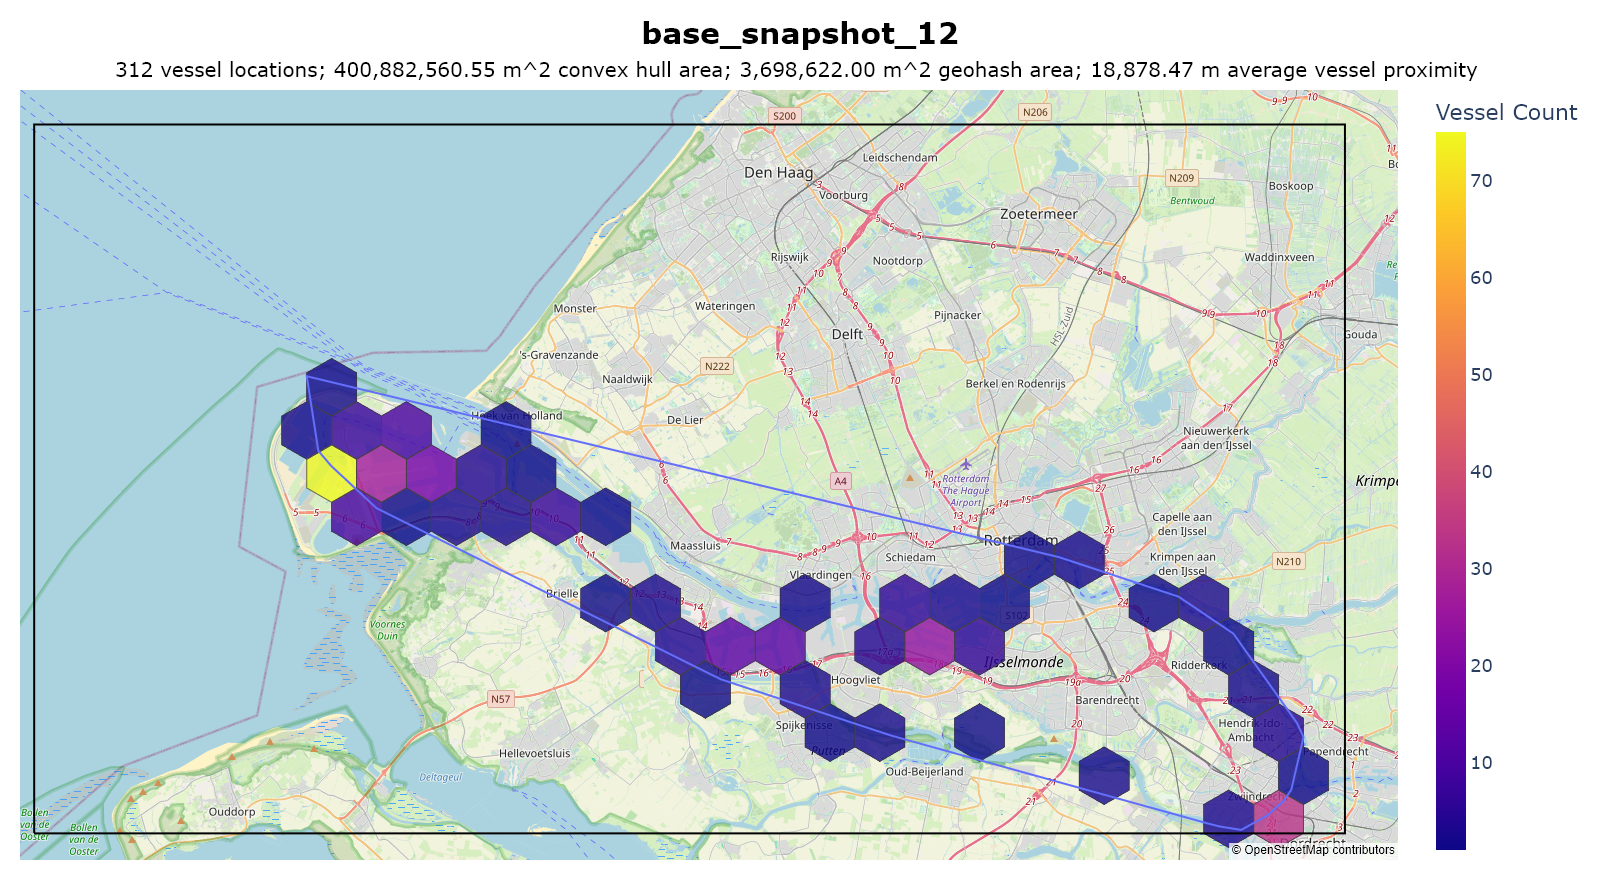 base_snapshot_12
312 vessel locations; 400,882,560.55 m^2 convex hull area; 3,698,622.00 m^2 geohash area; 18,878.47 m average vessel proximity
Vessel Count
70
60
50
40
30
20
10
S200
N206
Leidschendam
Den Haag
Voorburg
N209
Boskoop
Bentwoud
Zoetermeer
Rijswijk
Nootdorp
Waddinxveen
Monster
Wateringen
Pijnacker
HSL-Zuid
Delft
Gouda
's-Gravenzande
N222
Naaldwijk
Berkel en Rodenrijs
Hoek van Holland
De Lier
Nieuwerkerk
aan den IJssel
A4
Rotterdam
The Hague
Airport
Krimpe
Capelle aan
den IJssel
Maassluis
Schiedam
Rotterdam
Krimpen aan
den IJssel
N210
Vlaardingen
Brielle
S103
Voornes
Duin
IJsselmonde
Ridderkerk
Hoogvliet
N57
Barendrecht
Spijkenisse
Hendrik-Ido-
Ambacht
Putten
Papendrecht
Hellevoetsluis
Oud-Beijerland
Deltageul
Zwijndrecht
Ouddorp
Bollen
van de
Ooster
Bollen
van de
Ooster
Dordrecht
© OpenStreetMap contributors